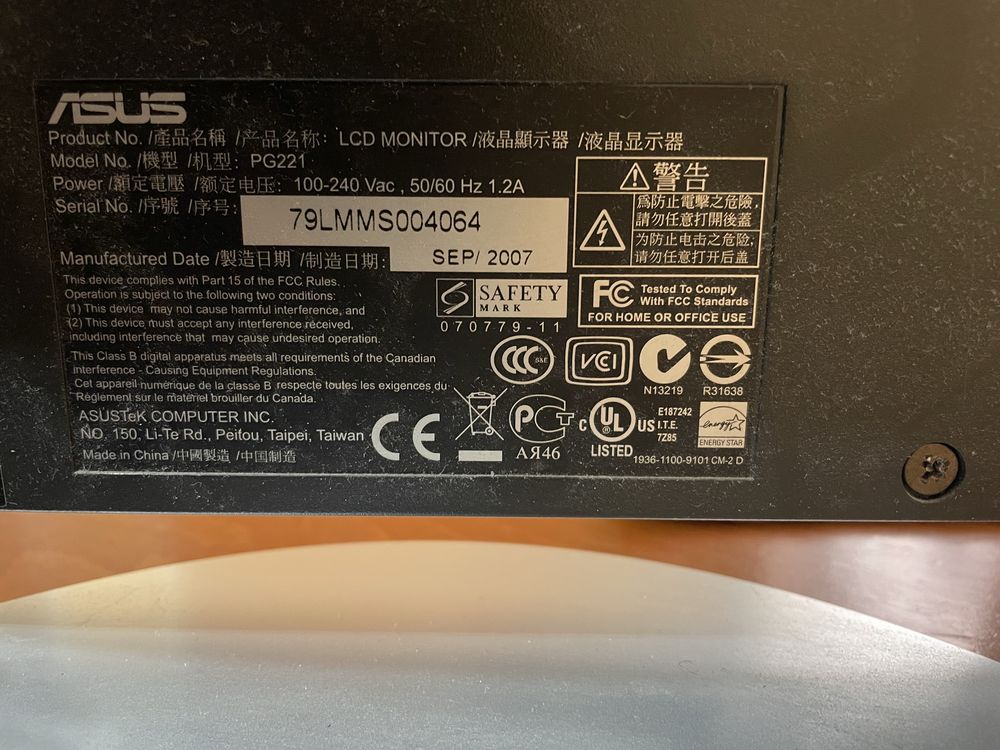 ASUS
Product No. /產品名稱 /产品名称: LCD MONITOR /液晶顯示器 /液晶显示器
Model No. /機型 /机型: PG221
Power /額定電壓 /额定电压: 100-240 Vac , 50/60 Hz 1.2A
Serial No. /序號 /序号:
79LMMS004064
Manufactured Date /製造日期 /制造日期:
SEP/ 2007
警告
為防止電擊之危險,
請勿任意打開後蓋
为防止电击之危险,
请勿任意打开后盖
This device complies with Part 15 of the FCC Rules.
Operation is subject to the following two conditions:
(1) This device may not cause harmful interference, and
(2) This device must accept any interference received,
including interference that may cause undesired operation.
This Class B digital apparatus meets all requirements of the Canadian
interference - Causing Equipment Regulations.
Cet appareil numérique de la classe B respecte toutes les exigences du
Règlement sur le matériel brouilleur du Canada.
ASUSTeK COMPUTER INC.
NO. 150, Li-Te Rd., Peitou, Taipei, Taiwan
Made in China /中國製造 /中国制造
S SAFETY
MARK
070779-11
FC Tested To Comply
With FCC Standards
FOR HOME OR OFFICE USE
CCC S&E
VCI
N13219
R31638
CE
PCT
АЯ46
C UL US
LISTED
E187242
I.T.E.
7Z85
energy
ENERGY STAR
1936-1100-9101 CM-2 D